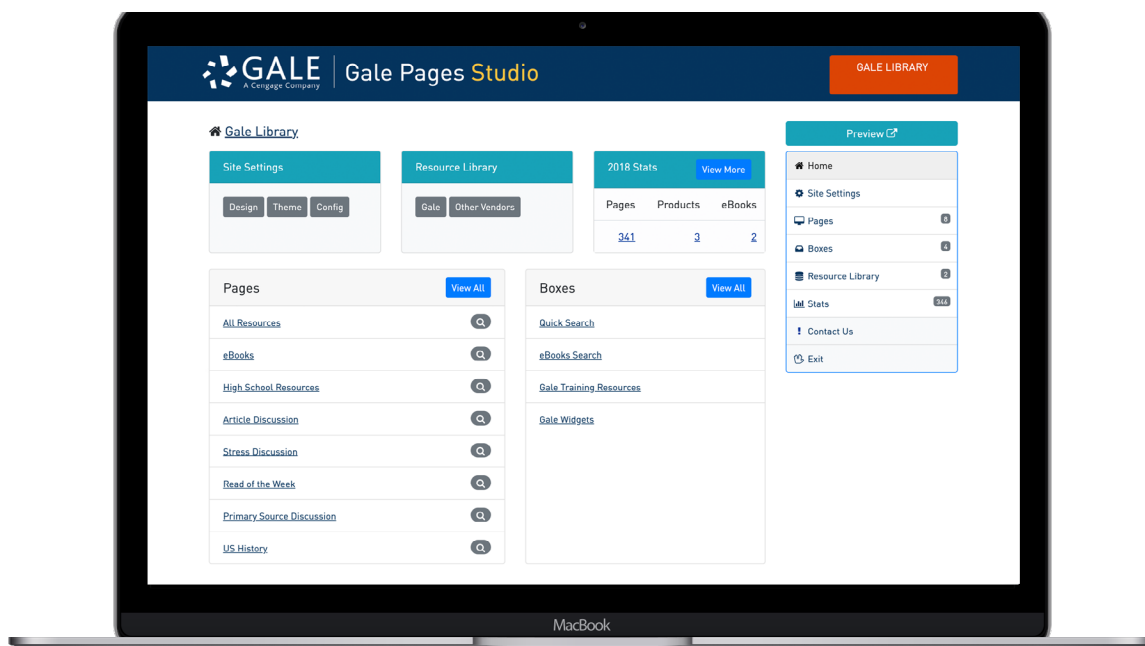 GALE
A Cengage Company
Gale Pages Studio
GALE LIBRARY
Gale Library
Preview
Site Settings
Design Theme Config
Resource Library
Gale Other Vendors
2018 Stats View More
Pages Products eBooks
341 3 2
Pages View All
All Resources
eBooks
High School Resources
Article Discussion
Stress Discussion
Read of the Week
Primary Source Discussion
US History
Boxes View All
Quick Search
eBooks Search
Gale Training Resources
Gale Widgets
Home
Site Settings
Pages 8
Boxes 4
Resource Library 2
Stats 344
Contact Us
Exit
MacBook